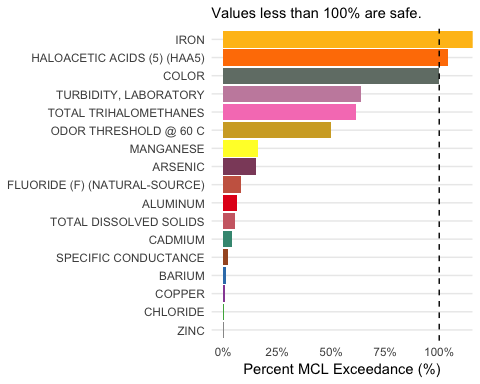 Values less than 100% are safe.
IRON
HALOACETIC ACIDS (5) (HAA5)
COLOR
TURBIDITY, LABORATORY
TOTAL TRIHALOMETHANES
ODOR THRESHOLD @ 60 C
MANGANESE
ARSENIC
FLUORIDE (F) (NATURAL-SOURCE)
ALUMINUM
TOTAL DISSOLVED SOLIDS
CADMIUM
SPECIFIC CONDUCTANCE
BARIUM
COPPER
CHLORIDE
ZINC
0% 25% 50% 75% 100%
Percent MCL Exceedance (%)